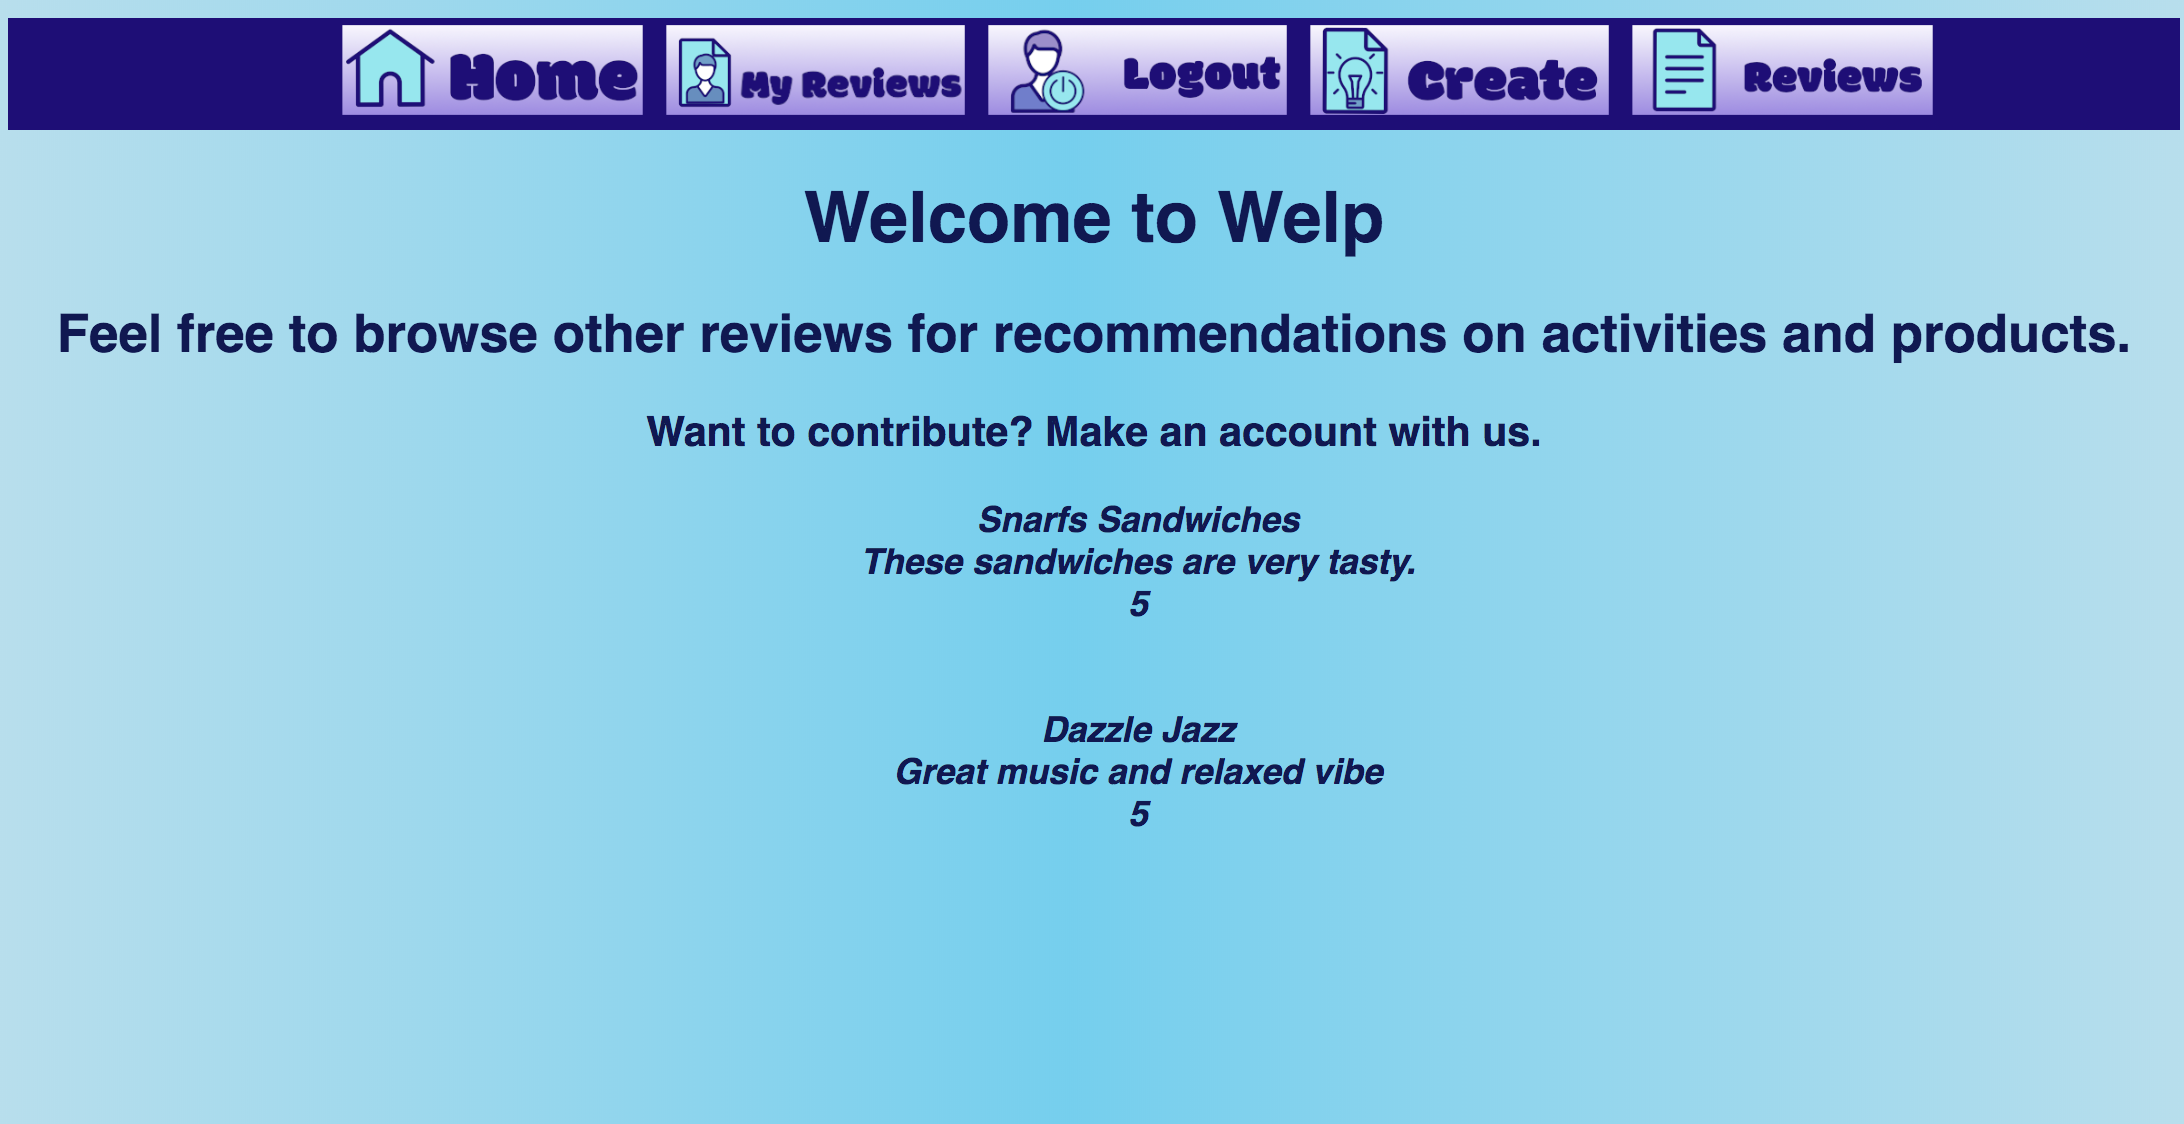 Home
My Reviews
Logout
Create
Reviews
Welcome to Welp
Feel free to browse other reviews for recommendations on activities and products.
Want to contribute? Make an account with us.
Snarfs Sandwiches
These sandwiches are very tasty.
5
Dazzle Jazz
Great music and relaxed vibe
5